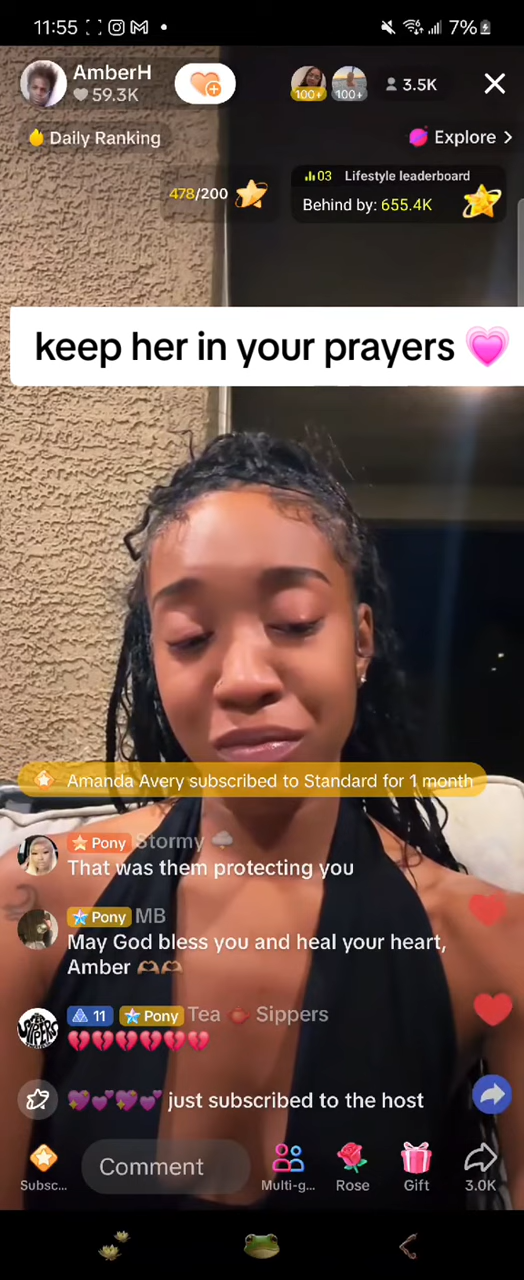 11:55
7%
AmberH
59.3K
100+
100+
3.5K
Daily Ranking
Explore >
478/200
03 Lifestyle leaderboard
Behind by: 655.4K
keep her in your prayers 💗
Amanda Avery subscribed to Standard for 1 month
Pony Stormy 🌩️
That was them protecting you
Pony MB
May God bless you and heal your heart,
Amber 🫶🏾🫶🏾
11 Pony Tea 🫖 Sippers
💔💔💔💔💔💔
💖💕💖💕 just subscribed to the host
Subsc...
Comment
Multi-g...
Rose
Gift
3.0K